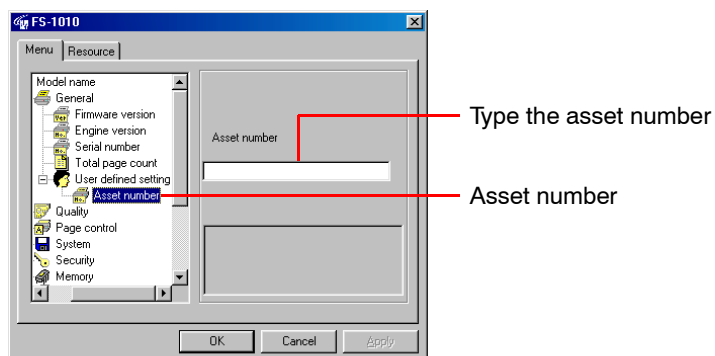 FS-1010
Menu
Resource
Model name
General
Firmware version
Engine version
Serial number
Total page count
User defined setting
Asset number
Quality
Page control
System
Security
Memory
Asset number
OK
Cancel
Apply
Type the asset number
Asset number